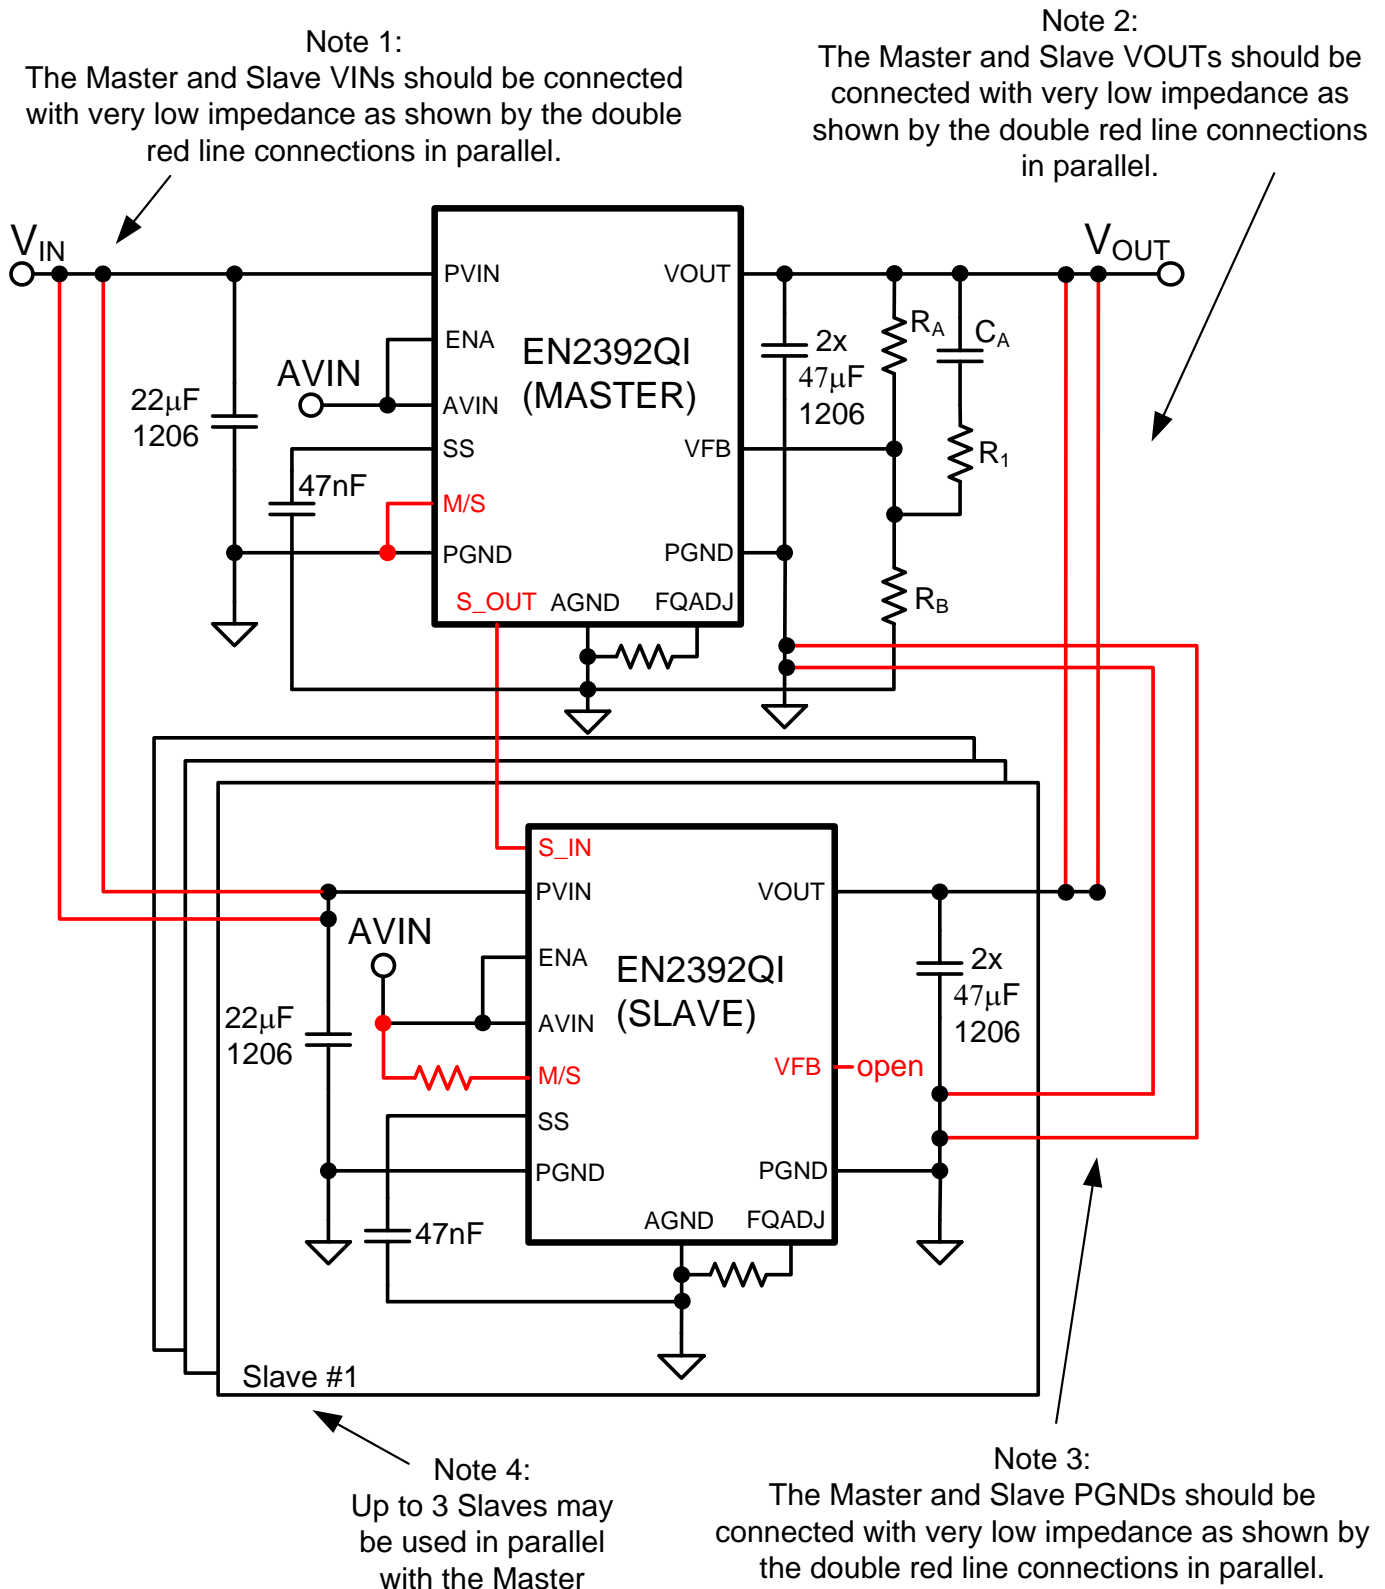 Note 1:
The Master and Slave VINs should be connected
with very low impedance as shown by the double
red line connections in parallel.
Note 2:
The Master and Slave VOUTs should be
connected with very low impedance as
shown by the double red line connections
in parallel.
VIN
VOUT
PVIN
VOUT
ENA
AVIN
AVIN
SS
M/S
PGND
S_OUT
AGND
FQADJ
PGND
VFB
EN2392QI
(MASTER)
22μF
1206
47nF
2x
47μF
1206
RA
CA
R1
RB
S_IN
PVIN
VOUT
AVIN
ENA
AVIN
M/S
SS
PGND
AGND
FQADJ
PGND
VFB
open
EN2392QI
(SLAVE)
22μF
1206
47nF
2x
47μF
1206
Slave #1
Note 4:
Up to 3 Slaves may
be used in parallel
with the Master
Note 3:
The Master and Slave PGNDs should be
connected with very low impedance as shown by
the double red line connections in parallel.